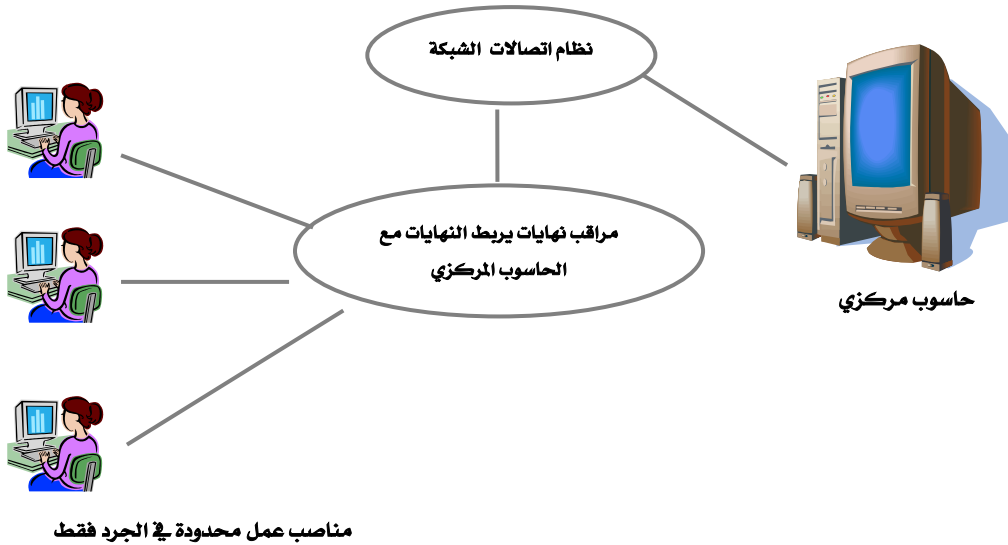 نظام اتصالات الشبكة
مراقب نهايات يربط النهايات مع
الحاسوب المركزي
حاسوب مركزي
مناصب عمل محدودة في الجرد فقط